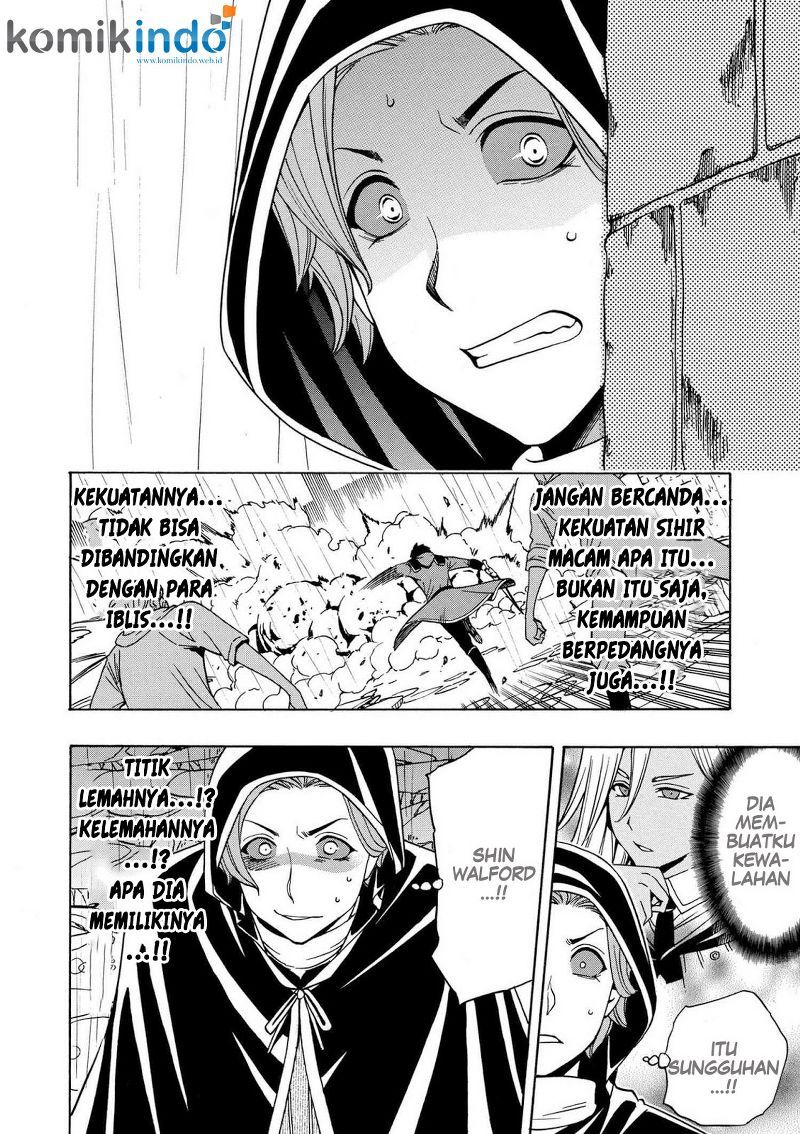 komikindo
www.komikindo.web.id
JANGAN BERCANDA...
KEKUATAN SIHIR
MACAM APA ITU...
BUKAN ITU SAJA,
KEMAMPUAN
BERPEDANGNYA
JUGA...!!
KEKUATANNYA...
TIDAK BISA
DIBANDINGKAN
DENGAN PARA
IBLIS...!!
DIA
MEM-
BUATKU
KEWA-
LAHAN
ITU
SUNGGUHAN
...!!
SHIN
WALFORD
...!!
TITIK
LEMAHNYA...!?
KELEMAHANNYA
...!?
APA DIA
MEMILIKINYA
...!!